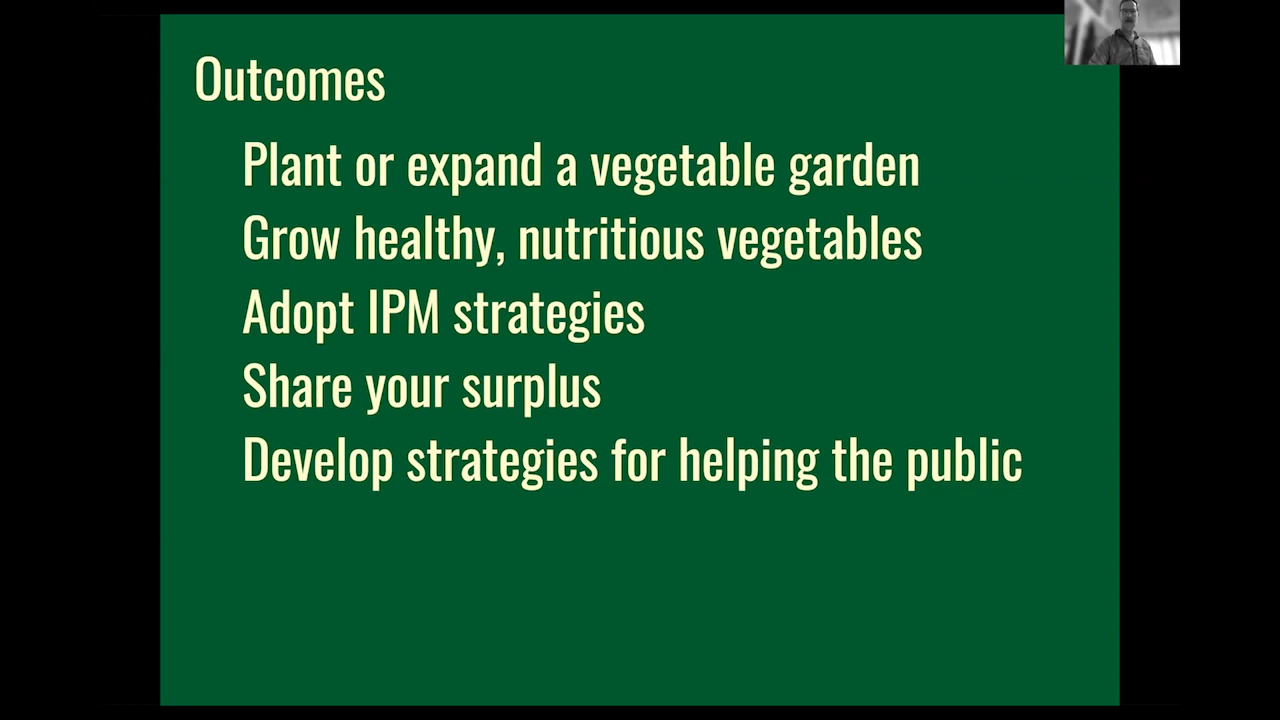 Outcomes
Plant or expand a vegetable garden
Grow healthy, nutritious vegetables
Adopt IPM strategies
Share your surplus
Develop strategies for helping the public